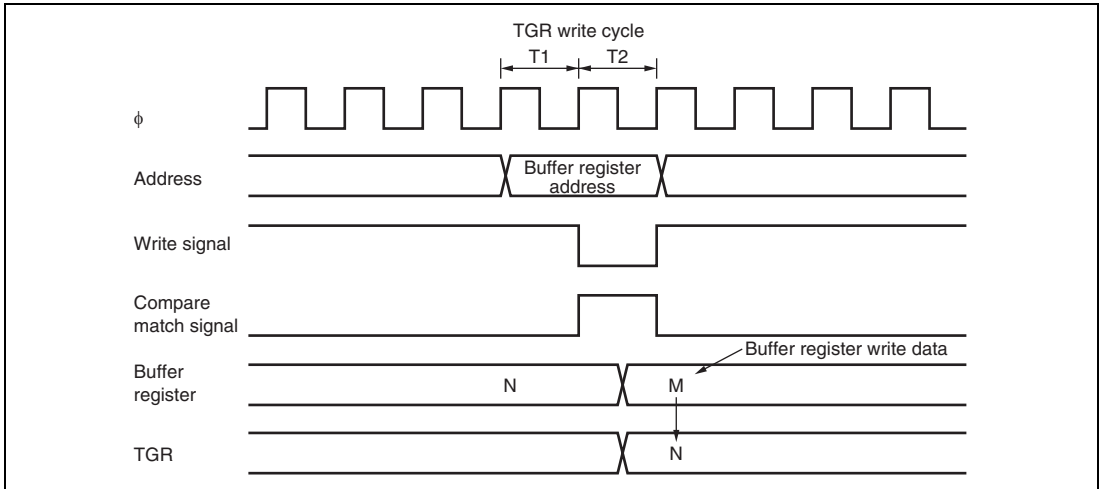 TGR write cycle
T1 T2
ϕ
Address
Buffer register
address
Write signal
Compare
match signal
Buffer register write data
Buffer
register
N M
TGR
N